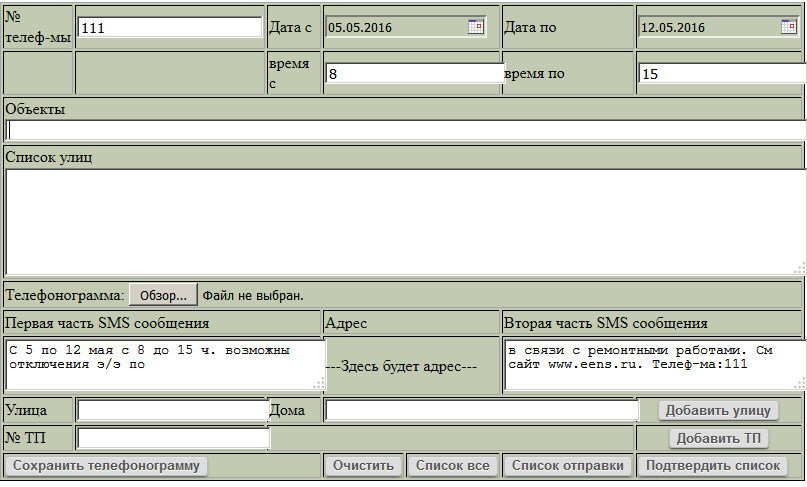 №
телеф-мы 111 Дата с 05.05.2016 Дата по 12.05.2016
время
с 8 время по 15
Объекты
Список улиц
Телефонограмма: Обзор... Файл не выбран.
Первая часть SMS сообщения Адрес Вторая часть SMS сообщения
С 5 по 12 мая с 8 до 15 ч. возможны
отключения э/э по
---Здесь будет адрес---
в связи с ремонтными работами. См
сайт www.eens.ru. Телеф-ма:111
Улица Дома Добавить улицу
№ ТП Добавить ТП
Сохранить телефонограмму Очистить Список все Список отправки Подтвердить список